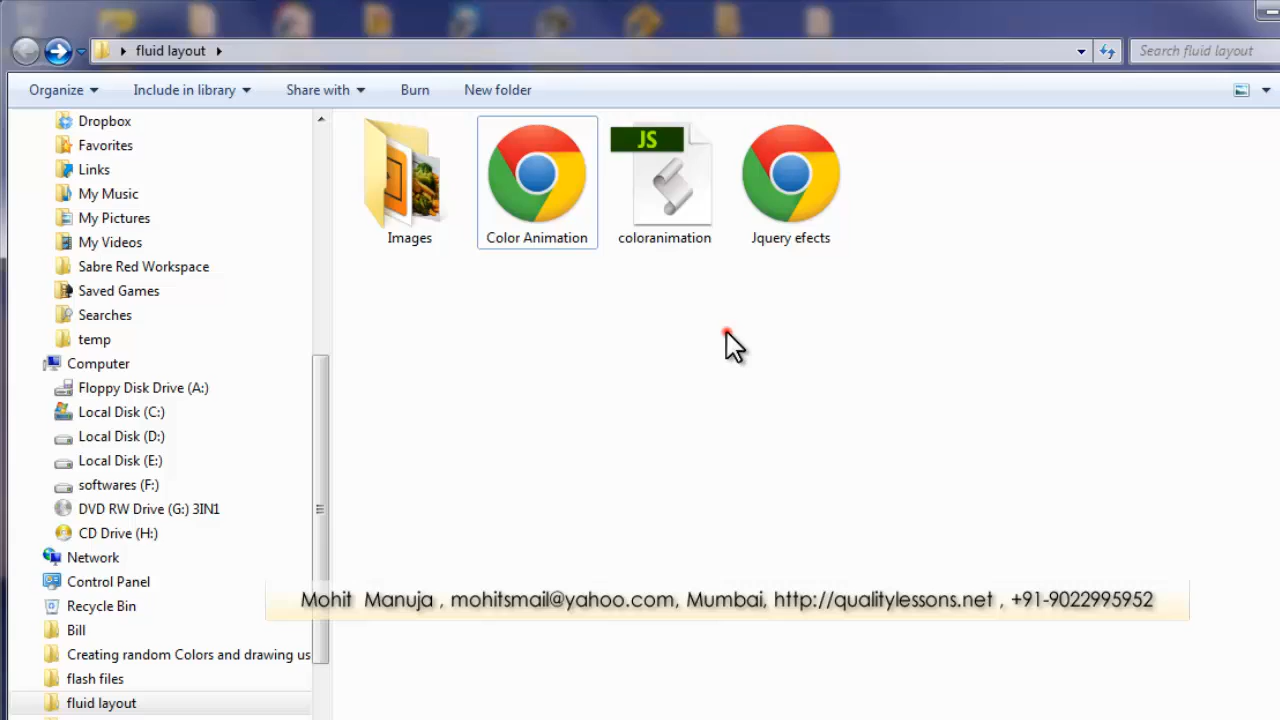 fluid layout
Search fluid layout
Organize
Include in library
Share with
Burn
New folder
Dropbox
Favorites
Links
My Music
My Pictures
My Videos
Sabre Red Workspace
Saved Games
Searches
temp
Computer
Floppy Disk Drive (A:)
Local Disk (C:)
Local Disk (D:)
Local Disk (E:)
softwares (F:)
DVD RW Drive (G:) 3IN1
CD Drive (H:)
Network
Control Panel
Recycle Bin
Bill
Creating random Colors and drawing us
flash files
fluid layout
JS
Images
Color Animation
coloranimation
Jquery efects
Mohit Manuja , mohitsmail@yahoo.com, Mumbai, http://qualitylessons.net , +91-9022995952